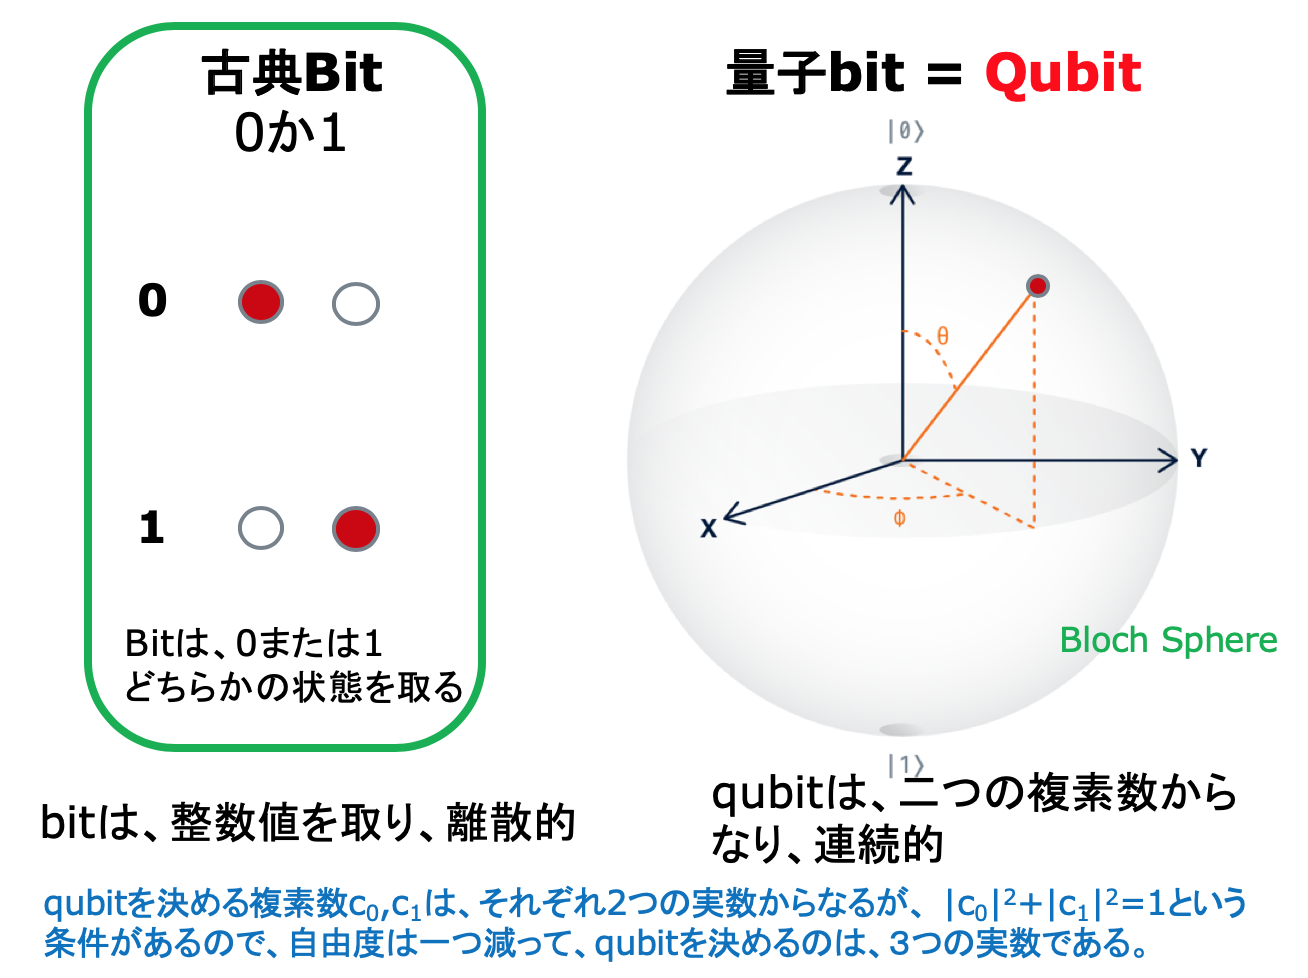 古典Bit
0か1
0
1
Bitは、0または1
どちらかの状態を取る
bitは、整数値を取り、離散的
量子bit = Qubit
|0⟩
Z
θ
Y
X
φ
Bloch Sphere
|1⟩
qubitは、二つの複素数から
なり、連続的
qubitを決める複素数c₀,c₁は、それぞれ2つの実数からなるが、|c₀|²+|c₁|²=1という
条件があるので、自由度は一つ減って、qubitを決めるのは、3つの実数である。